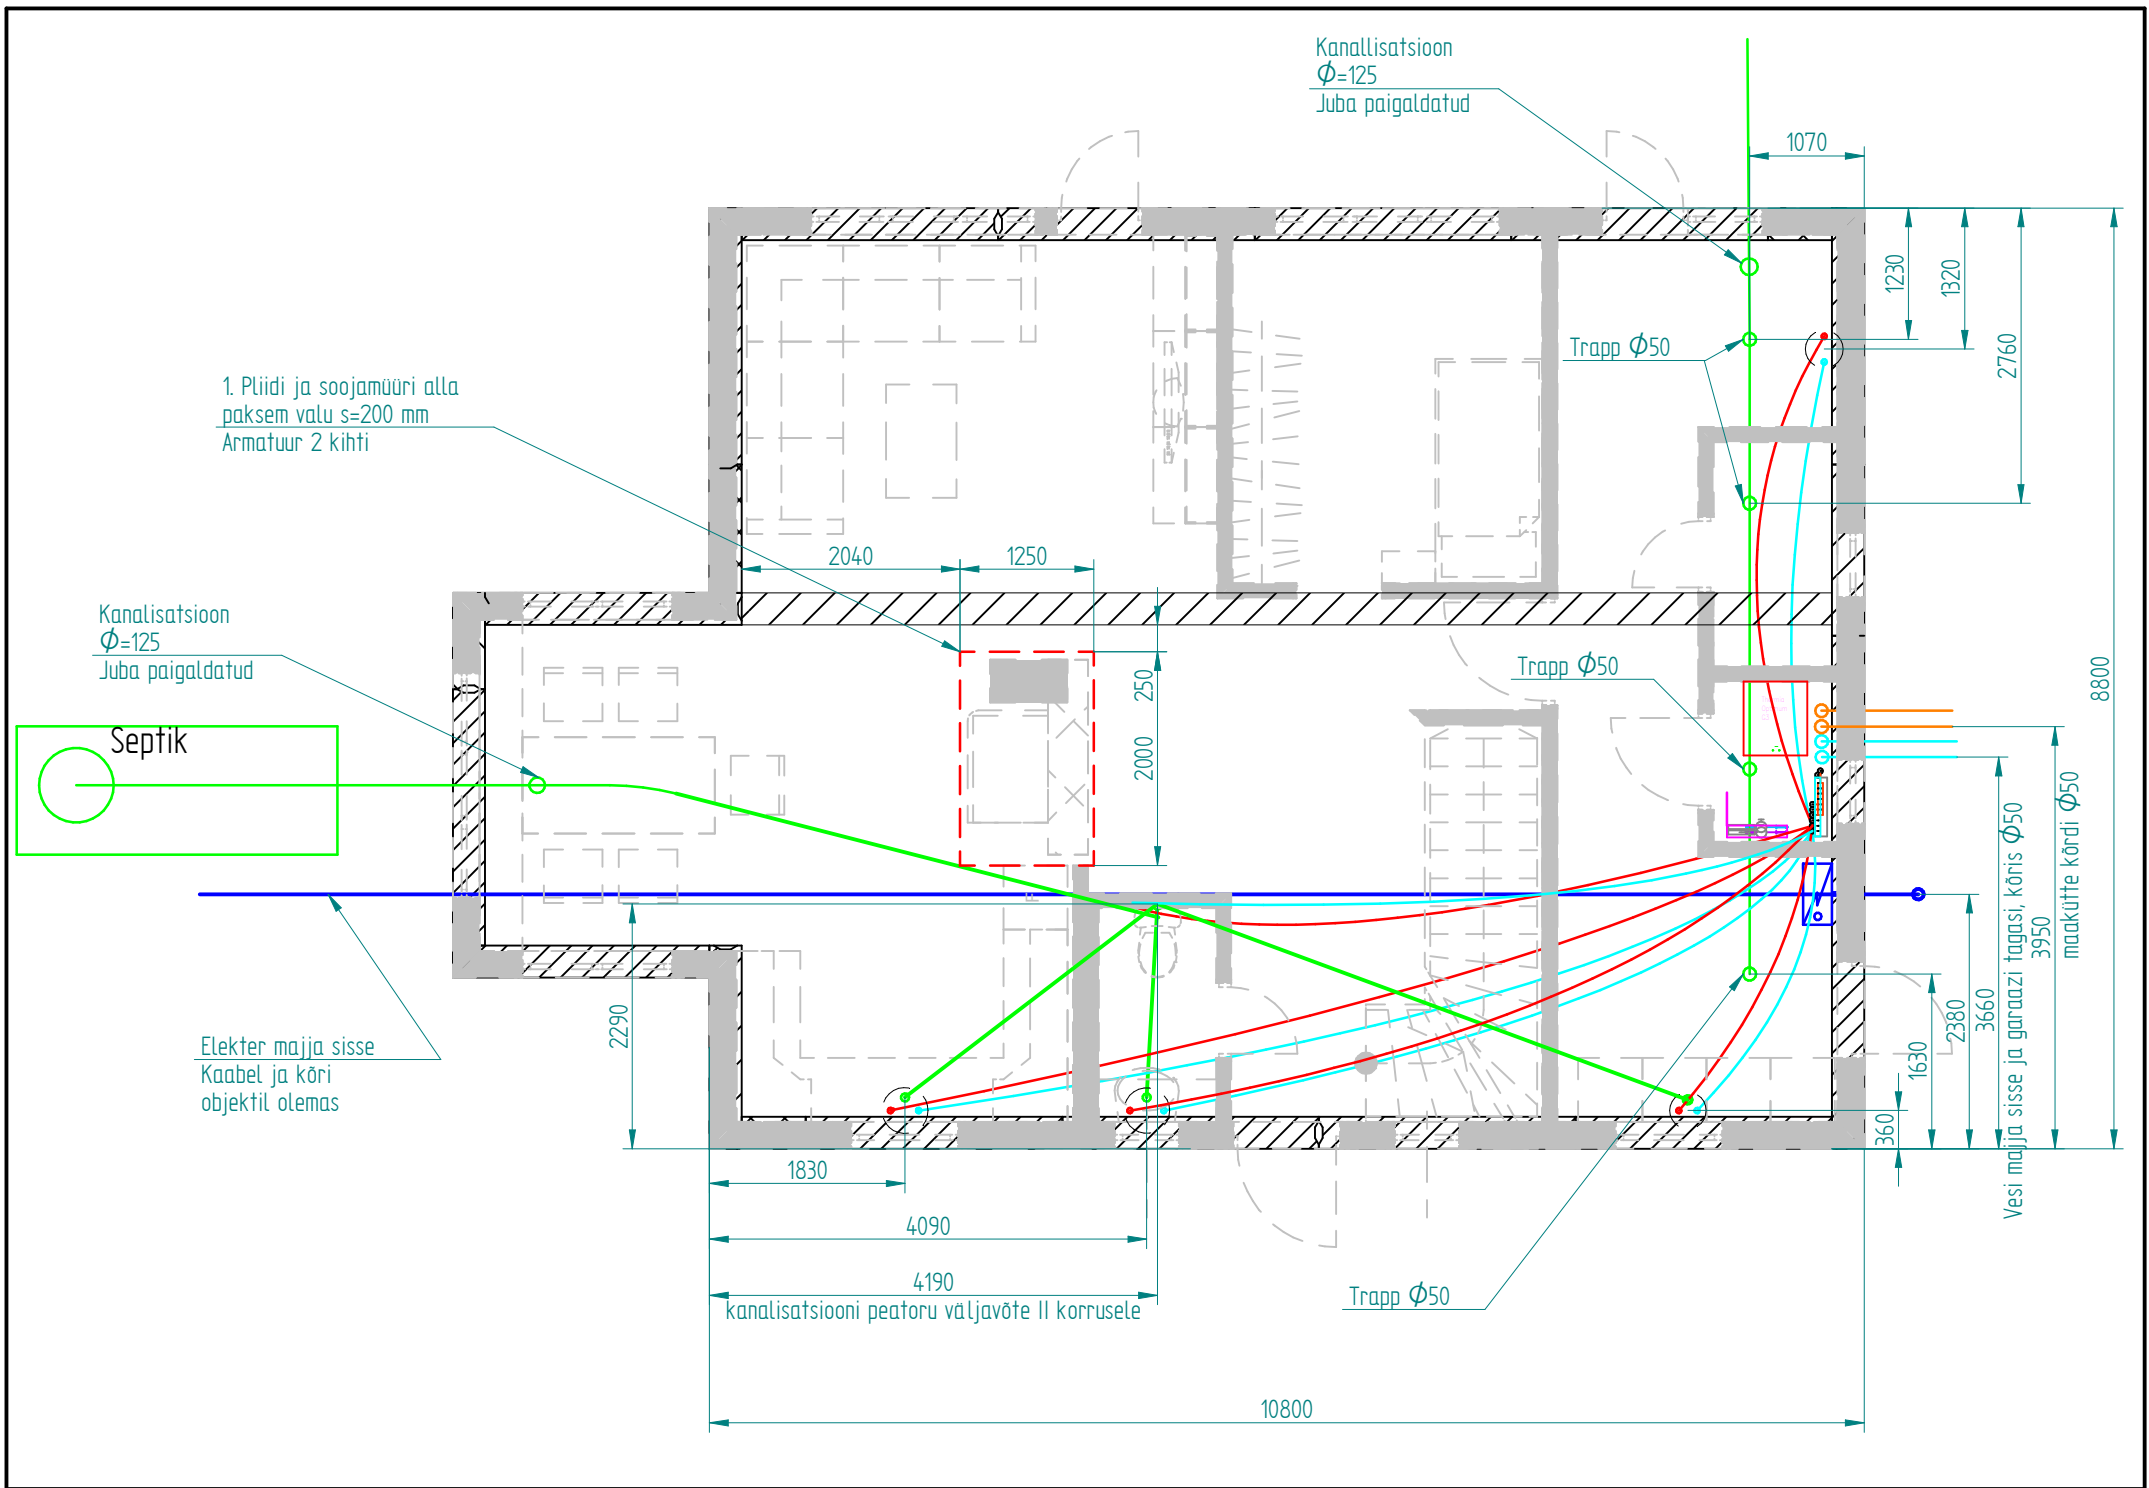 Kanallisatsioon
Φ=125
Juba paigaldatud
1070
1230
1320
2760
8800
Trapp Φ50
1. Pliidi ja soojamüüri alla
paksem valu s=200 mm
Armatuur 2 kihti
2040
1250
Kanalisatsioon
Φ=125
Juba paigaldatud
Trapp Φ50
250
2000
Septik
2290
Elekter majja sisse
Kaabel ja kõri
objektil olemas
360
1630
2380
3660
Vesi majja sisse ja garaazi tagasi, kõris Φ50
3950
maakütte kõrdi Φ50
1830
4090
4190
kanalisatsiooni peatoru väljavõte II korrusele
Trapp Φ50
10800